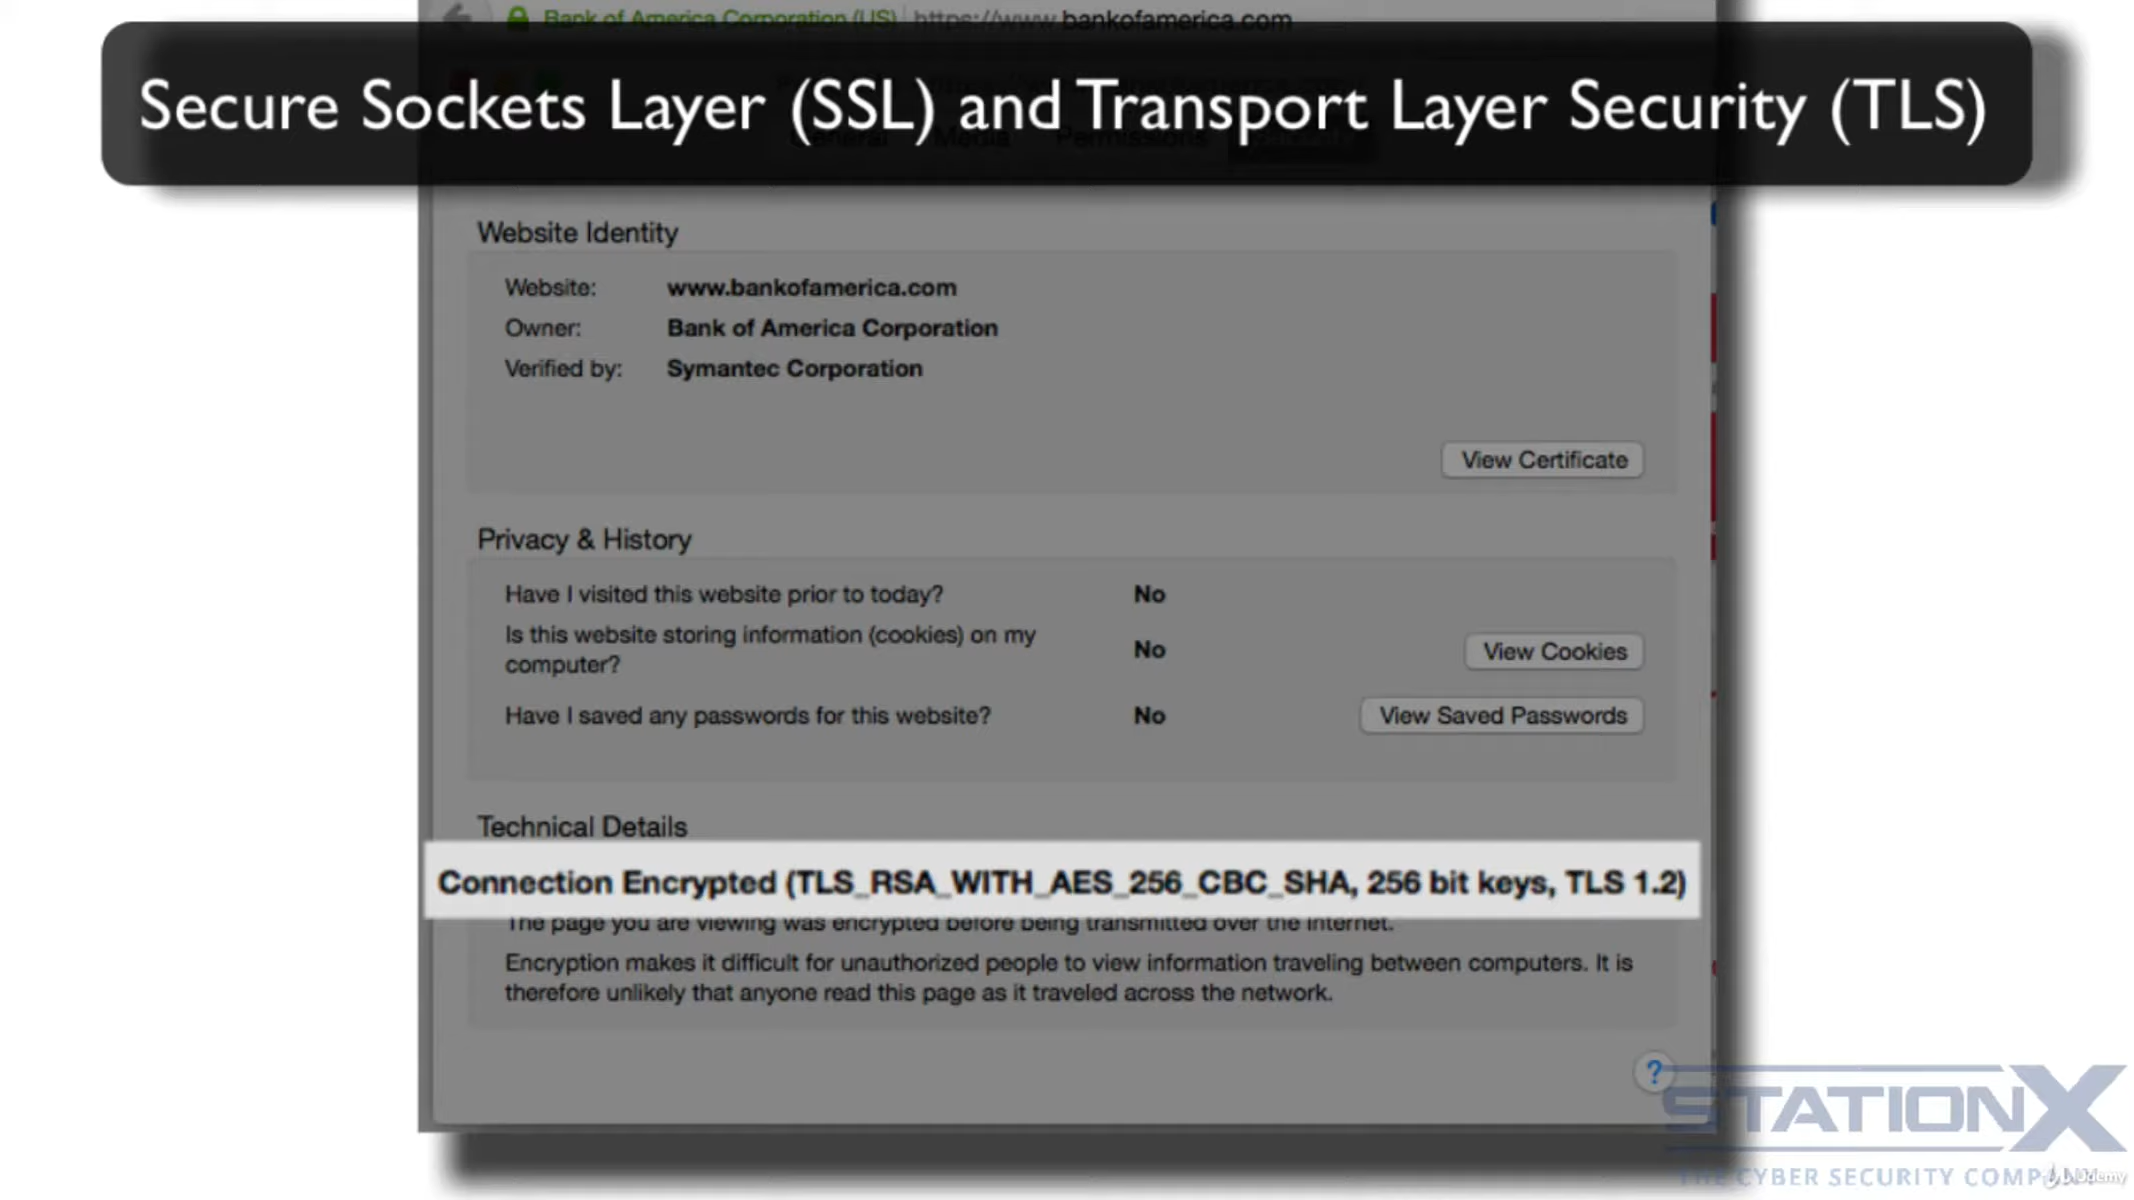 Bank of America Corporation (US) https://www.bankofamerica.com
Secure Sockets Layer (SSL) and Transport Layer Security (TLS)
General Media Permissions
Website Identity
Website: www.bankofamerica.com
Owner: Bank of America Corporation
Verified by: Symantec Corporation
View Certificate
Privacy & History
Have I visited this website prior to today? No
Is this website storing information (cookies) on my
computer? No View Cookies
Have I saved any passwords for this website? No View Saved Passwords
Technical Details
Connection Encrypted (TLS_RSA_WITH_AES_256_CBC_SHA, 256 bit keys, TLS 1.2)
The page you are viewing was encrypted before being transmitted over the Internet.
Encryption makes it difficult for unauthorized people to view information traveling between computers. It is
therefore unlikely that anyone read this page as it traveled across the network.
?
STATIONX
THE CYBER SECURITY
Udemy